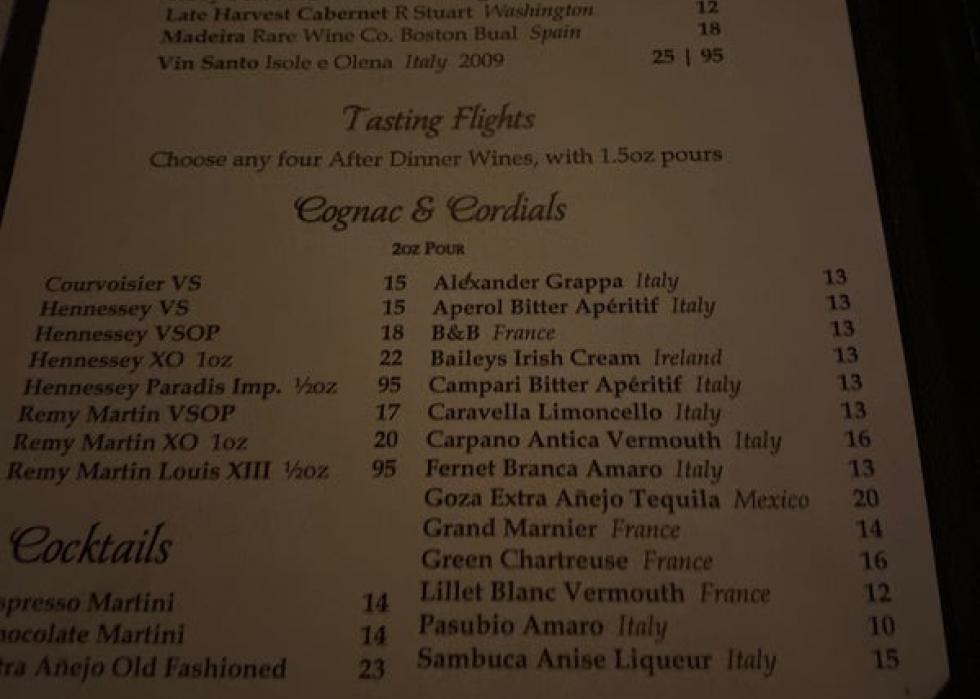 Late Harvest Cabernet R Stuart Washington 12
Madeira Rare Wine Co. Boston Bual Spain 18
Vin Santo Isole e Olena Italy 2009 25 | 95
Tasting Flights
Choose any four After Dinner Wines, with 1.5oz pours
Cognac & Cordials
2oz Pour
Courvoisier VS 15
Hennessey VS 15
Hennessey VSOP 18
Hennessey XO 1oz 22
Hennessey Paradis Imp. ½oz 95
Remy Martin VSOP 17
Remy Martin XO 1oz 20
Remy Martin Louis XIII ½oz 95
Cocktails
spresso Martini 14
hocolate Martini 14
tra Añejo Old Fashioned 23
Alexander Grappa Italy 13
Aperol Bitter Apéritif Italy 13
B&B France 13
Baileys Irish Cream Ireland 13
Campari Bitter Apéritif Italy 13
Caravella Limoncello Italy 13
Carpano Antica Vermouth Italy 16
Fernet Branca Amaro Italy 13
Goza Extra Añejo Tequila Mexico 20
Grand Marnier France 14
Green Chartreuse France 16
Lillet Blanc Vermouth France 12
Pasubio Amaro Italy 10
Sambuca Anise Liqueur Italy 15